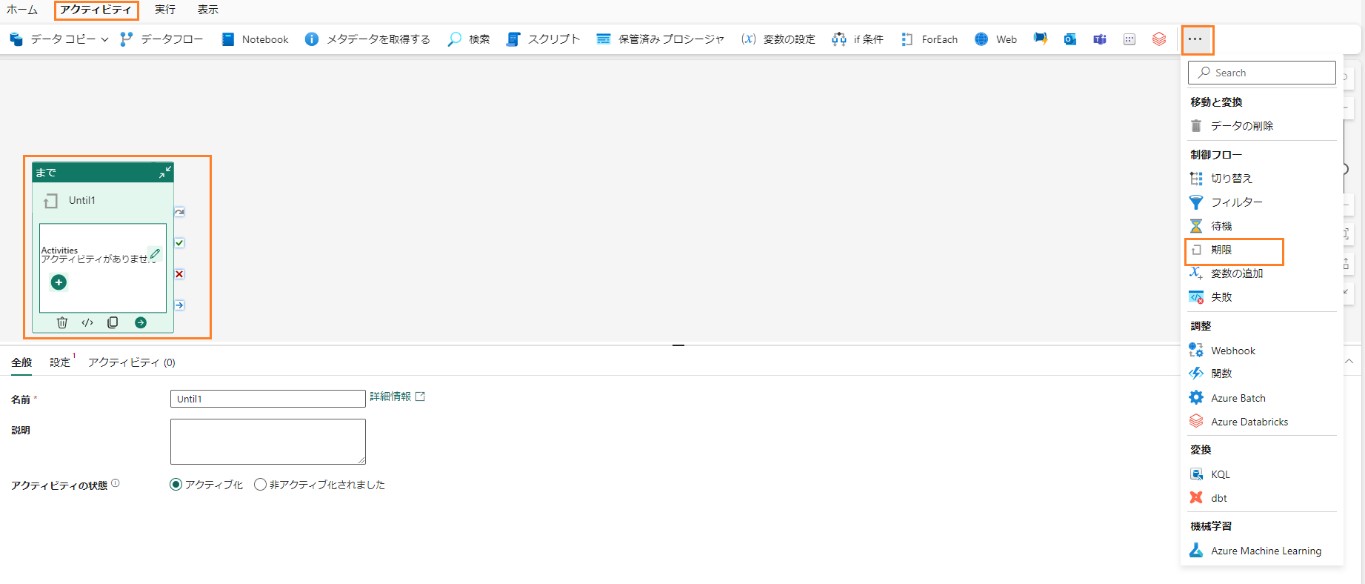 ホーム アクティビティ 実行 表示
データ コピー データフロー Notebook メタデータを取得する 検索 スクリプト 保管済み プロシージャ (x) 変数の設定 if 条件 ForEach Web ...
Search
移動と変換
データの削除
制御フロー
切り替え
フィルター
待機
期限
変数の追加
失敗
調整
Webhook
関数
Azure Batch
Azure Databricks
変換
KQL
dbt
機械学習
Azure Machine Learning
まで
Until1
Activities
アクティビティがありませ
全般 設定 1 アクティビティ (0)
名前 * Until1 詳細情報
説明
アクティビティの状態 アクティブ化 非アクティブ化されました